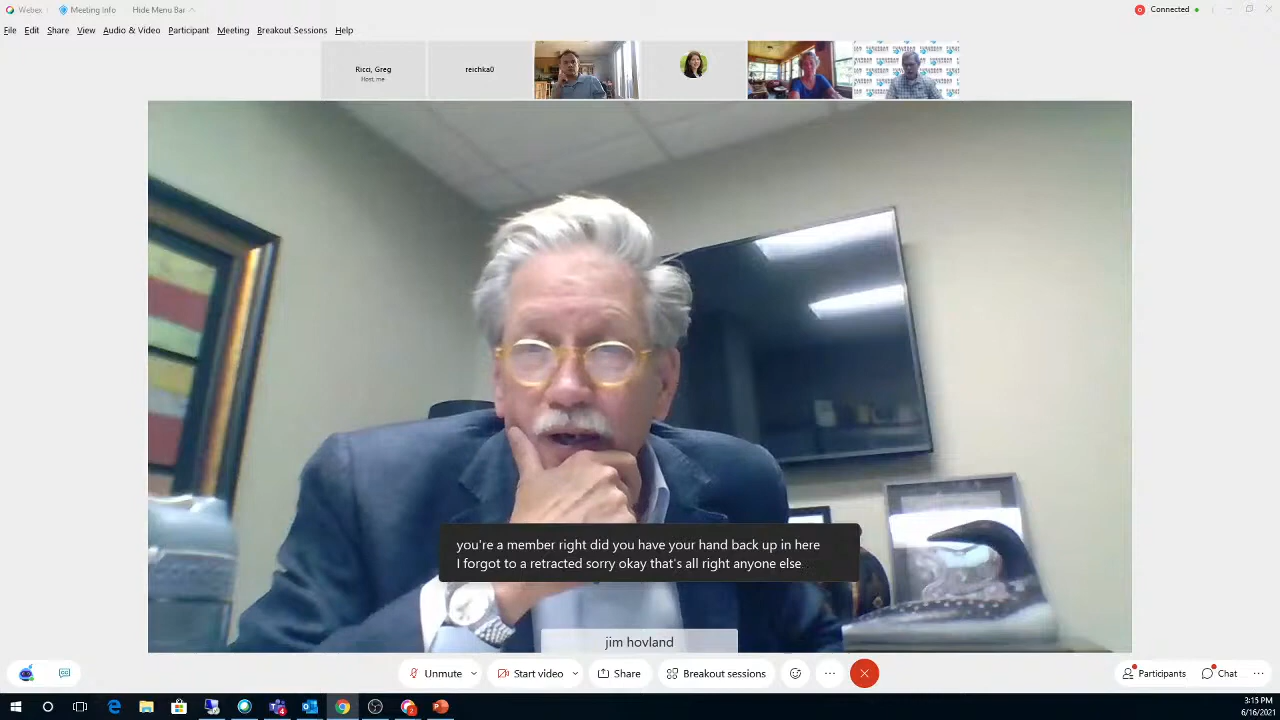 Webex
Meeting Info
Hide Menu Bar
Connected
File Edit Share View Audio & Video Participant Meeting Breakout Sessions Help
Ricci, Greg
Host, me
rschka0
you're a member right did you have your hand back up in here
I forgot to a retracted sorry okay that's all right anyone else
jim hovland
Unmute
Start video
Share
Breakout sessions
Participants
Chat
3:15 PM
6/16/2021